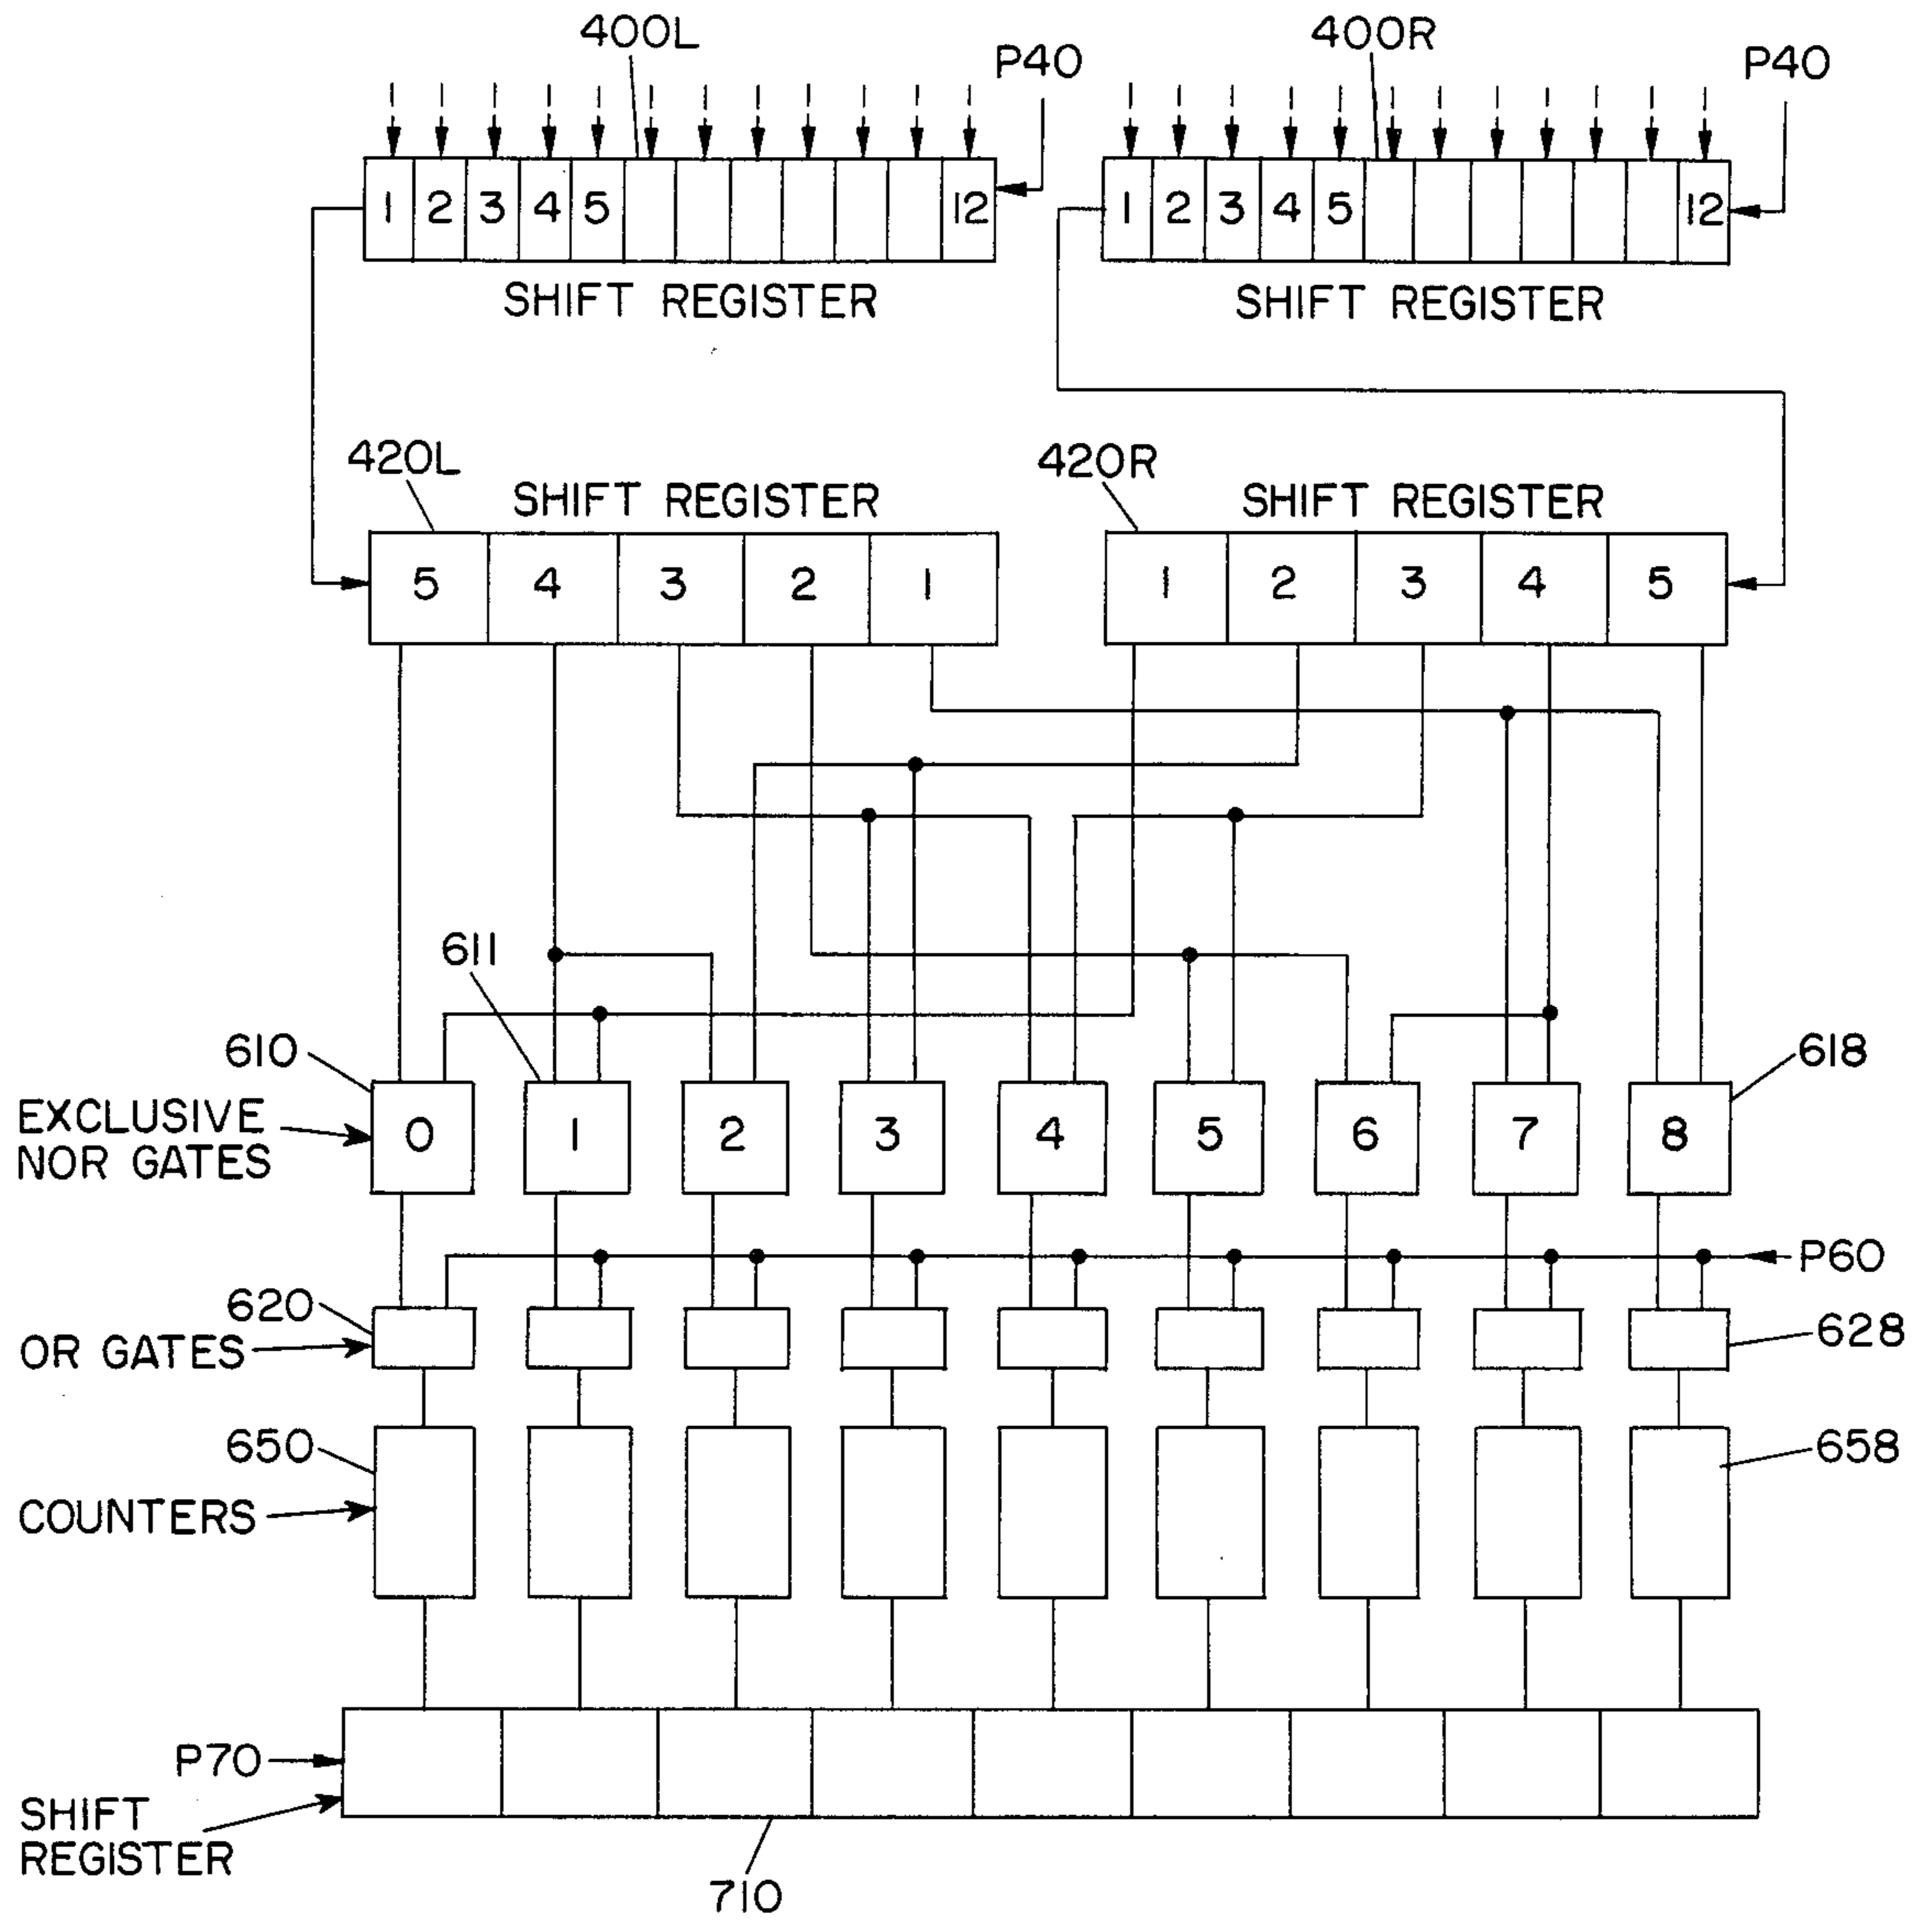 400L 400R
P40 P40
1 2 3 4 5 12 1 2 3 4 5 12
SHIFT REGISTER SHIFT REGISTER
420L 420R
SHIFT REGISTER SHIFT REGISTER
5 4 3 2 1 1 2 3 4 5
611
610 618
EXCLUSIVE
NOR GATES
0 1 2 3 4 5 6 7 8
P60
620
OR GATES 628
650 658
COUNTERS
P70
SHIFT
REGISTER
710